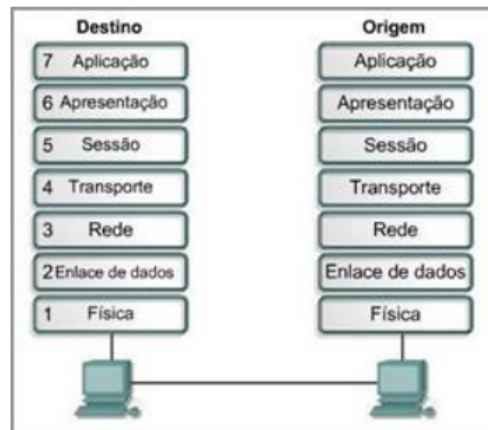 Destino Origem
7 Aplicação Aplicação
6 Apresentação Apresentação
5 Sessão Sessão
4 Transporte Transporte
3 Rede Rede
2 Enlace de dados Enlace de dados
1 Física Física